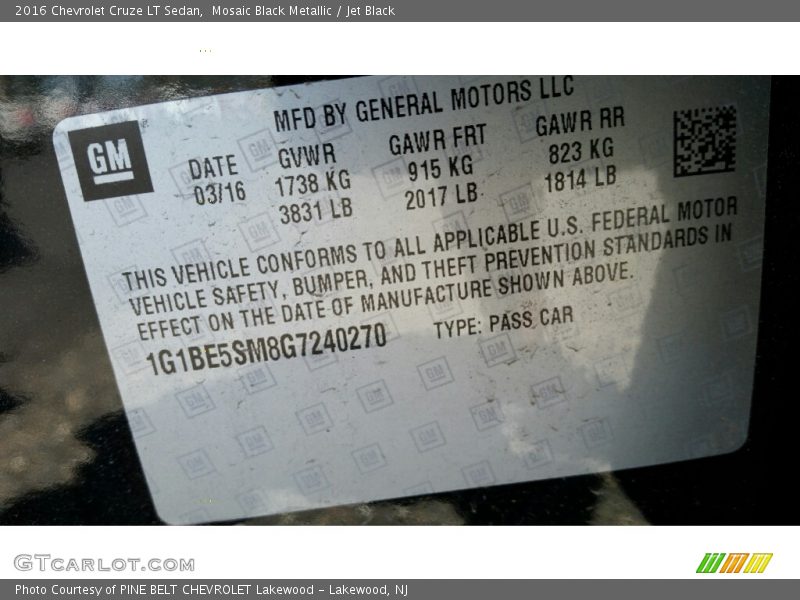 2016 Chevrolet Cruze LT Sedan,  Mosaic Black Metallic / Jet Black
MFD BY GENERAL MOTORS LLC
GM
DATE GVWR GAWR FRT GAWR RR
03/16 1738 KG 915 KG 823 KG
3831 LB 2017 LB 1814 LB
THIS VEHICLE CONFORMS TO ALL APPLICABLE U.S. FEDERAL MOTOR
VEHICLE SAFETY, BUMPER, AND THEFT PREVENTION STANDARDS IN
EFFECT ON THE DATE OF MANUFACTURE SHOWN ABOVE.
1G1BE5SM8G7240270 TYPE: PASS CAR
GTCARLOT.COM
Photo Courtesy of PINE BELT CHEVROLET Lakewood - Lakewood, NJ